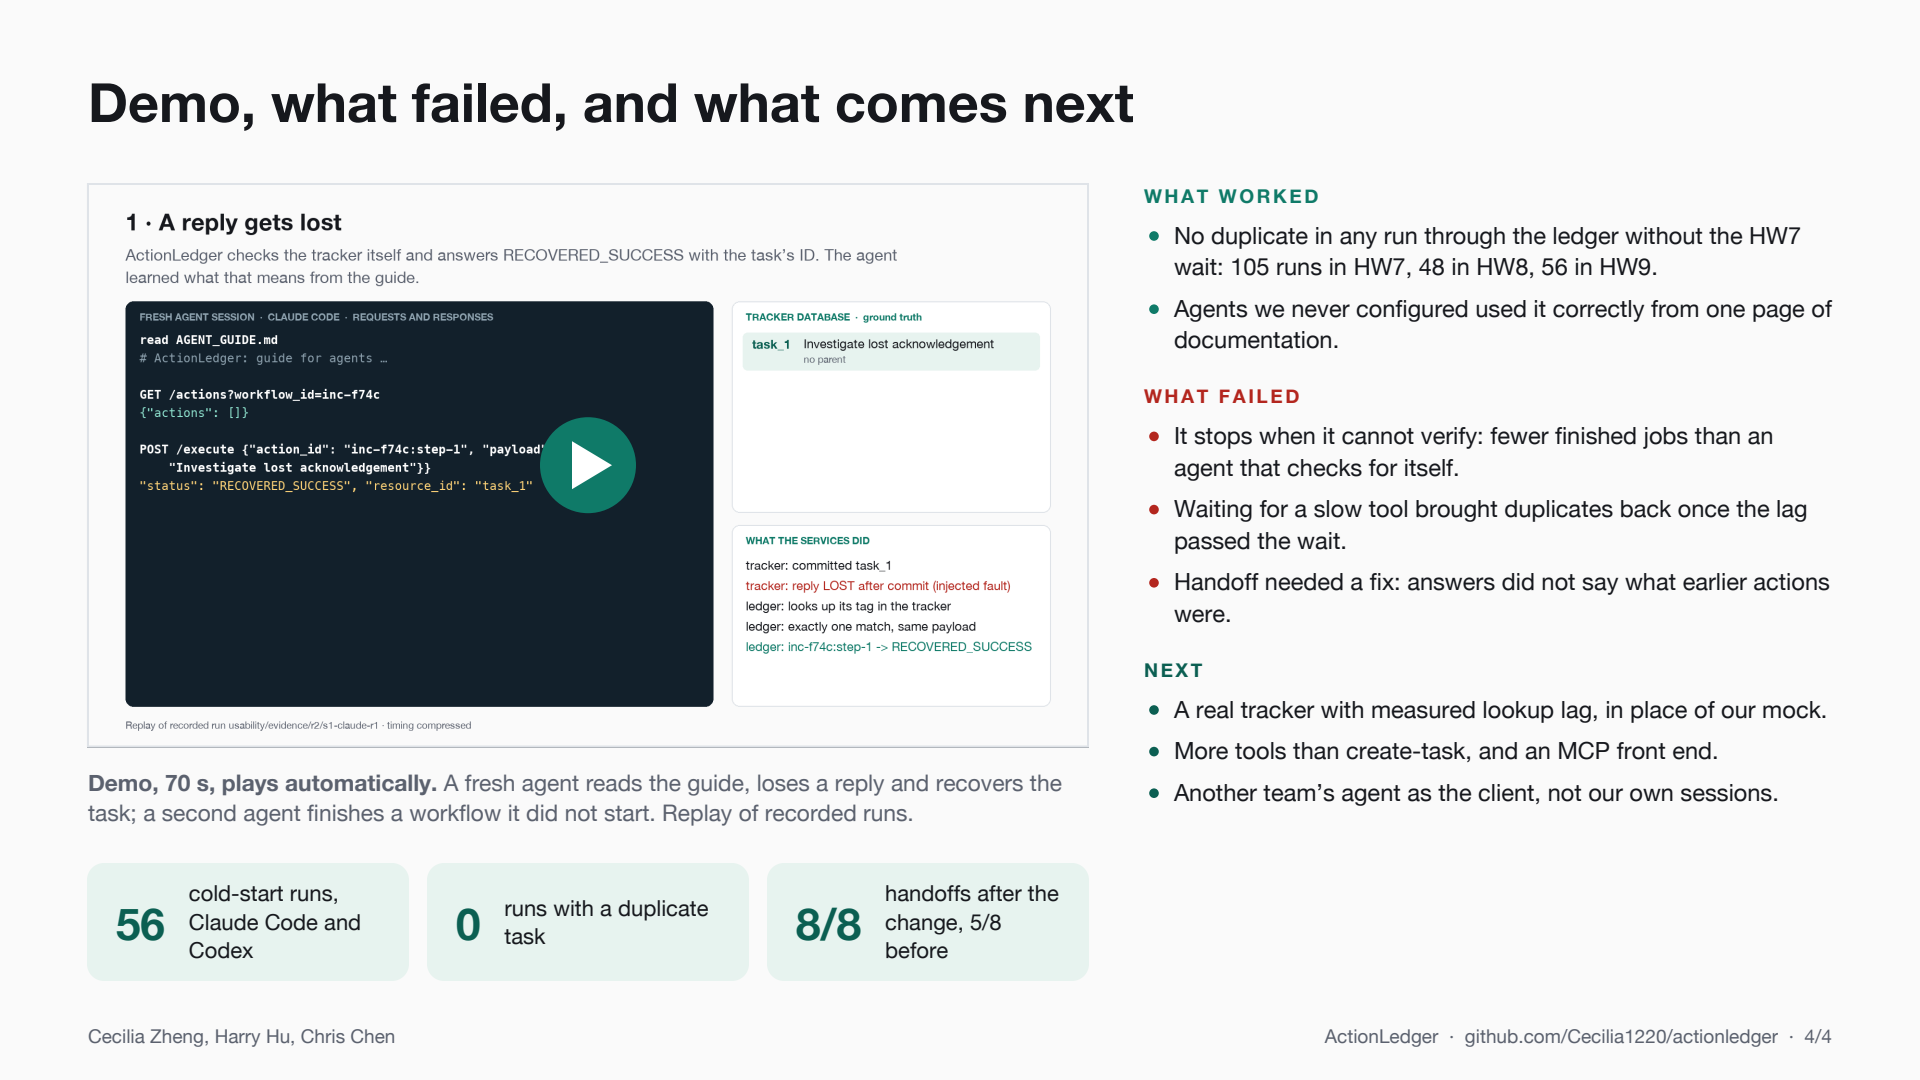 Demo, what failed, and what comes next
1 · A reply gets lost
ActionLedger checks the tracker itself and answers RECOVERED_SUCCESS with the task’s ID. The agent
learned what that means from the guide.
FRESH AGENT SESSION · CLAUDE CODE · REQUESTS AND RESPONSES
read AGENT_GUIDE.md
# ActionLedger: guide for agents …
GET /actions?workflow_id=inc-f74c
{"actions": []}
POST /execute {"action_id": "inc-f74c:step-1", "payload"
"Investigate lost acknowledgement"}}
"status": "RECOVERED_SUCCESS", "resource_id": "task_1"
TRACKER DATABASE · ground truth
task_1 Investigate lost acknowledgement
no parent
WHAT THE SERVICES DID
tracker: committed task_1
tracker: reply LOST after commit (injected fault)
ledger: looks up its tag in the tracker
ledger: exactly one match, same payload
ledger: inc-f74c:step-1 -> RECOVERED_SUCCESS
Replay of recorded run usability/evidence/r2/s1-claude-r1 · timing compressed
Demo, 70 s, plays automatically. A fresh agent reads the guide, loses a reply and recovers the
task; a second agent finishes a workflow it did not start. Replay of recorded runs.
56 cold-start runs,
Claude Code and
Codex
0 runs with a duplicate
task
8/8 handoffs after the
change, 5/8
before
WHAT WORKED
• No duplicate in any run through the ledger without the HW7
wait: 105 runs in HW7, 48 in HW8, 56 in HW9.
• Agents we never configured used it correctly from one page of
documentation.
WHAT FAILED
• It stops when it cannot verify: fewer finished jobs than an
agent that checks for itself.
• Waiting for a slow tool brought duplicates back once the lag
passed the wait.
• Handoff needed a fix: answers did not say what earlier actions
were.
NEXT
• A real tracker with measured lookup lag, in place of our mock.
• More tools than create-task, and an MCP front end.
• Another team’s agent as the client, not our own sessions.
Cecilia Zheng, Harry Hu, Chris Chen
ActionLedger · github.com/Cecilia1220/actionledger · 4/4